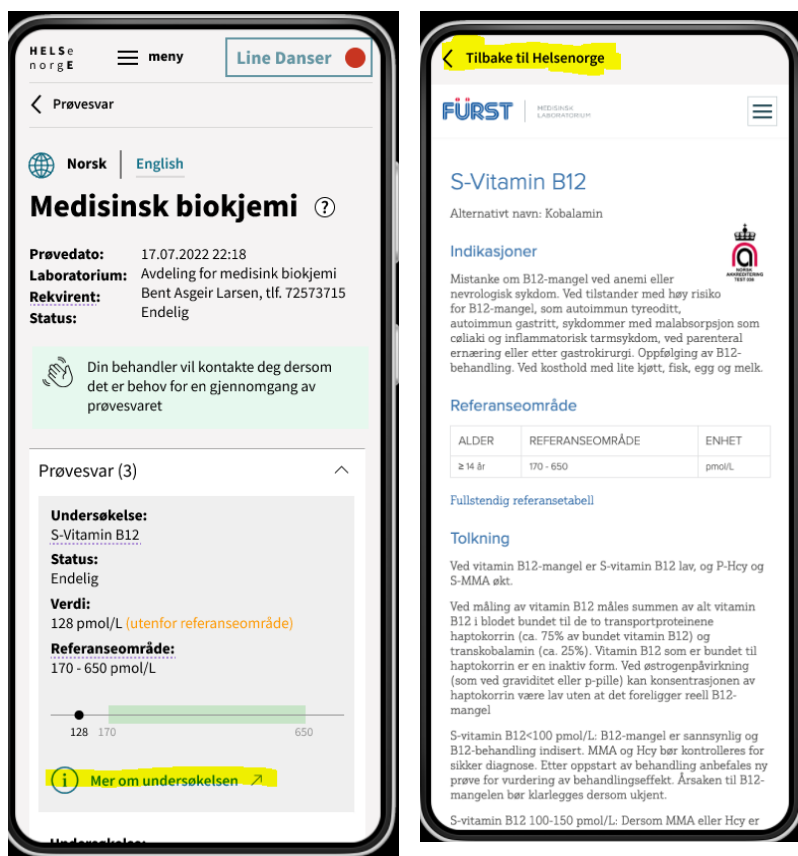 HELSe
norgE
meny
Line Danser
Prøvesvar
Norsk
English
Medisinsk biokjemi ?
Prøvedato: 17.07.2022 22:18
Laboratorium: Avdeling for medisink biokjemi
Rekvirent: Bent Asgeir Larsen, tlf. 72573715
Status: Endelig
Din behandler vil kontakte deg dersom
det er behov for en gjennomgang av
prøvesvaret
Prøvesvar (3)
Undersøkelse:
S-Vitamin B12
Status:
Endelig
Verdi:
128 pmol/L (utenfor referanseområde)
Referanseområde:
170 - 650 pmol/L
128 170 650
i Mer om undersøkelsen
Tilbake til Helsenorge
FÜRST MEDISINSK
LABORATORIUM
S-Vitamin B12
Alternativt navn: Kobalamin
Indikasjoner
NORSK
AKKREDITERING
Mistanke om B12-mangel ved anemi eller
nevrologisk sykdom. Ved tilstander med høy risiko
for B12-mangel, som autoimmun tyreoditt,
autoimmun gastritt, sykdommer med malabsorpsjon som
cøliaki og inflammatorisk tarmsykdom, ved parenteral
ernæring eller etter gastrokirurgi. Oppfølging av B12-
behandling. Ved kosthold med lite kjøtt, fisk, egg og melk.
Referanseområde
ALDER REFERANSEOMRÅDE ENHET
≥ 14 år 170 - 650 pmol/L
Fullstendig referansetabell
Tolkning
Ved vitamin B12-mangel er S-vitamin B12 lav, og P-Hcy og
S-MMA økt.
Ved måling av vitamin B12 måles summen av alt vitamin
B12 i blodet bundet til de to transportproteinene
haptokorrin (ca. 75% av bundet vitamin B12) og
transkobalamin (ca. 25%). Vitamin B12 som er bundet til
haptokorrin er en inaktiv form. Ved østrogenpåvirkning
(som ved graviditet eller p-pille) kan konsentrasjonen av
haptokorrin være lav uten at det foreligger reell B12-
mangel
S-vitamin B12<100 pmol/L: B12-mangel er sannsynlig og
B12-behandling indisert. MMA og Hcy bør kontrolleres for
sikker diagnose. Etter oppstart av behandling anbefales ny
prøve for vurdering av behandlingseffekt. Årsaken til B12-
mangelen bør klarlegges dersom ukjent.
S-vitamin B12 100-150 pmol/L: Dersom MMA eller Hcy er